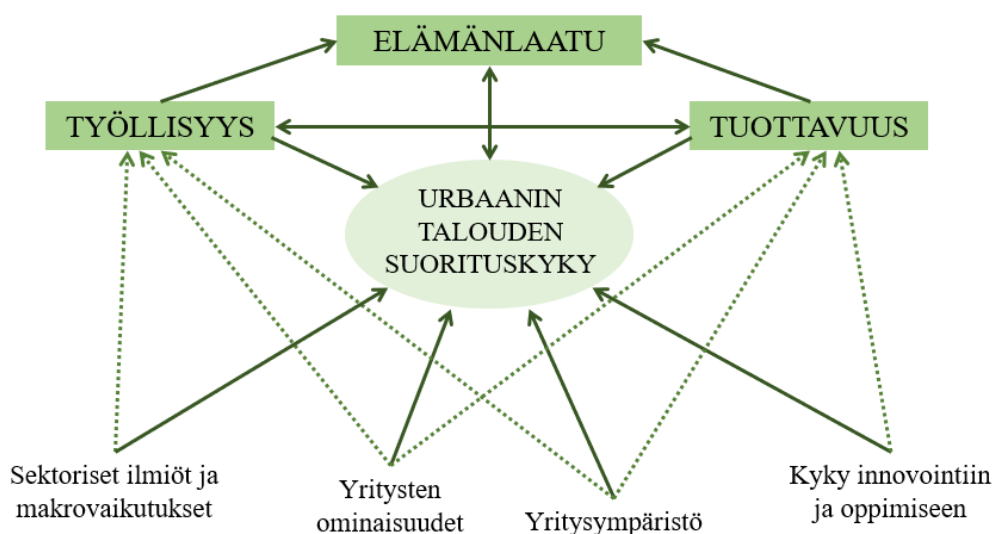 ELÄMÄNLAATU
TYÖLLISYYS
TUOTTAVUUS
URBAANIN
TALOUDEN
SUORITUSKYKY
Sektoriset ilmiöt ja
makrovaikutukset
Yritysten
ominaisuudet
Yritysympäristö
Kyky innovointiin
ja oppimiseen